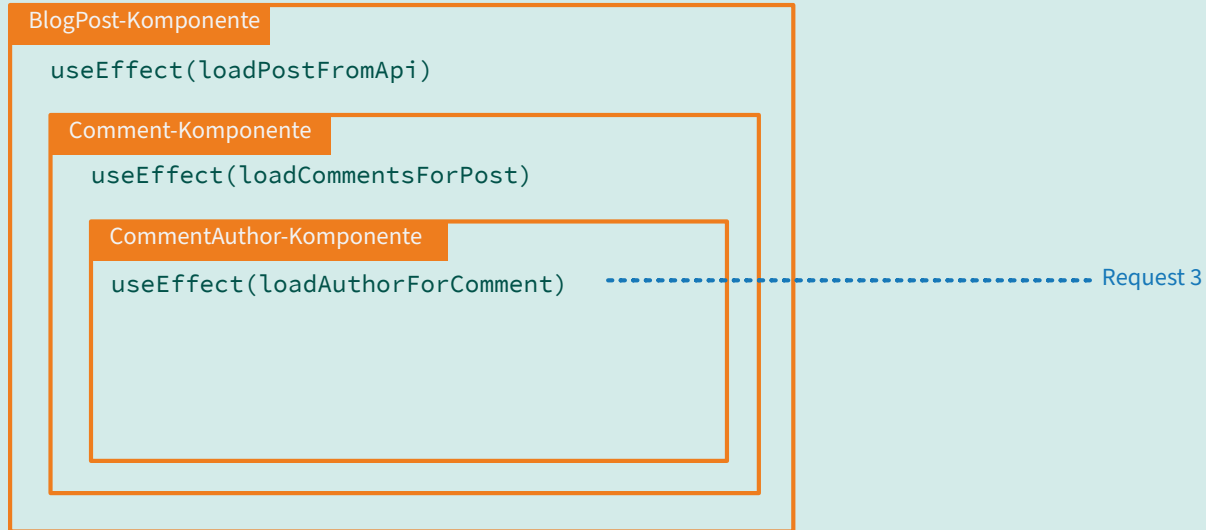 BlogPost-Komponente
useEffect(loadPostFromApi)
Comment-Komponente
useEffect(loadCommentsForPost)
CommentAuthor-Komponente
useEffect(loadAuthorForComment)
Request 3